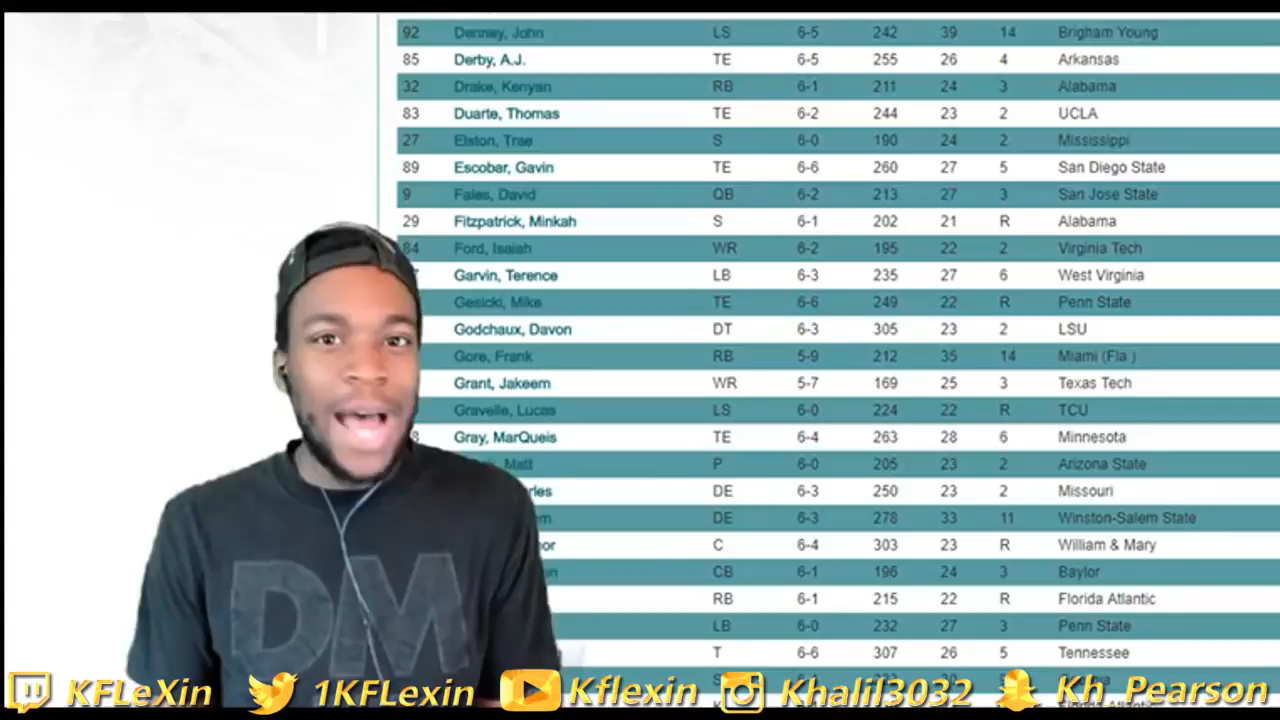 92 Denney, John LS 6-5 242 39 14 Brigham Young
85 Derby, A.J. TE 6-5 255 26 4 Arkansas
32 Drake, Kenyan RB 6-1 211 24 3 Alabama
83 Duarte, Thomas TE 6-2 244 23 2 UCLA
27 Elston, Trae S 6-0 190 24 2 Mississippi
89 Escobar, Gavin TE 6-6 260 27 5 San Diego State
9 Fales, David QB 6-2 213 27 3 San Jose State
29 Fitzpatrick, Minkah S 6-1 202 21 R Alabama
84 Ford, Isaiah WR 6-2 195 22 2 Virginia Tech
Garvin, Terence LB 6-3 235 27 6 West Virginia
Gesicki, Mike TE 6-6 249 22 R Penn State
Godchaux, Davon DT 6-3 305 23 2 LSU
Gore, Frank RB 5-9 212 35 14 Miami (Fla.)
Grant, Jakeem WR 5-7 169 25 3 Texas Tech
Gravelle, Lucas LS 6-0 224 22 R TCU
Gray, MarQueis TE 6-4 263 28 6 Minnesota
Matt P 6-0 205 23 2 Arizona State
DE 6-3 250 23 2 Missouri
DE 6-3 278 33 11 Winston-Salem State
C 6-4 303 23 R William & Mary
CB 6-1 196 24 3 Baylor
RB 6-1 215 22 R Florida Atlantic
LB 6-0 232 27 3 Penn State
T 6-6 307 26 5 Tennessee
DM
KFLeXin 1KFLexin Kflexin Khalil3032 Kh_Pearson